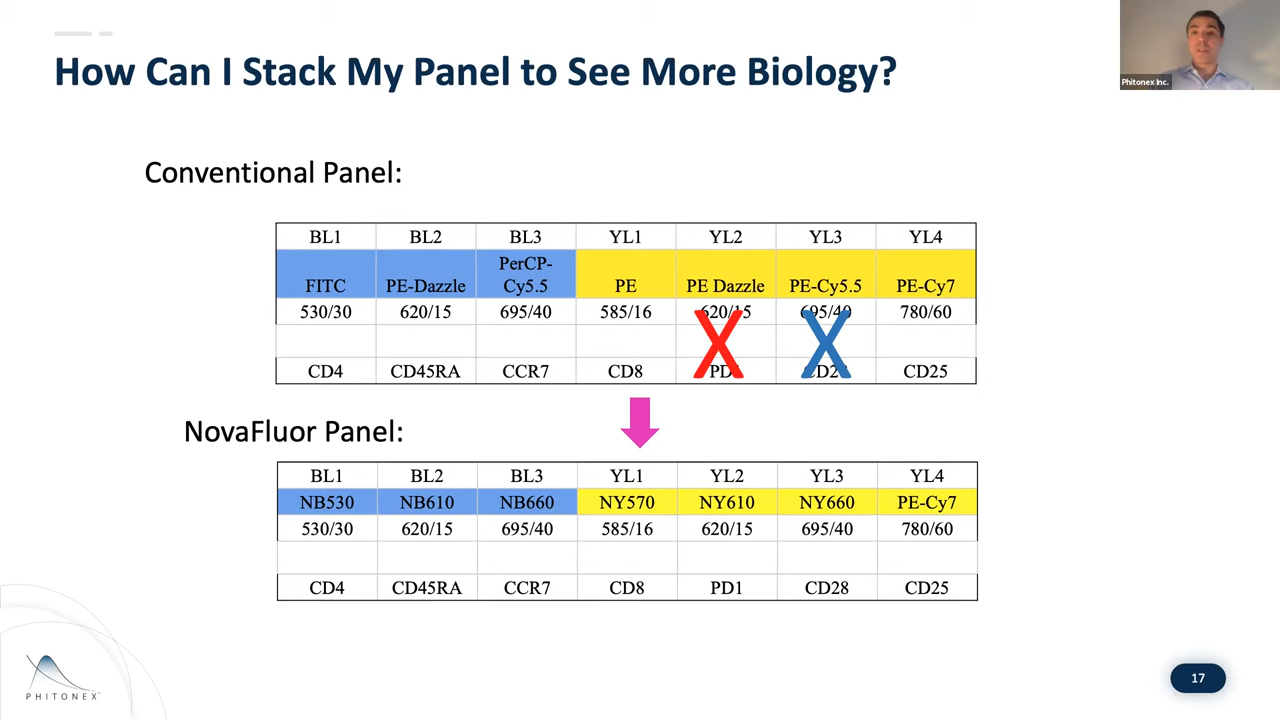 How Can I Stack My Panel to See More Biology?
Phitonex Inc.
Conventional Panel:
BL1 BL2 BL3 YL1 YL2 YL3 YL4
FITC PE-Dazzle PerCP-Cy5.5 PE PE Dazzle PE-Cy5.5 PE-Cy7
530/30 620/15 695/40 585/16 620/15 695/40 780/60
X X
CD4 CD45RA CCR7 CD8 CD25
NovaFluor Panel:
BL1 BL2 BL3 YL1 YL2 YL3 YL4
NB530 NB610 NB660 NY570 NY610 NY660 PE-Cy7
530/30 620/15 695/40 585/16 620/15 695/40 780/60
CD4 CD45RA CCR7 CD8 PD1 CD28 CD25
PHITONEX
17